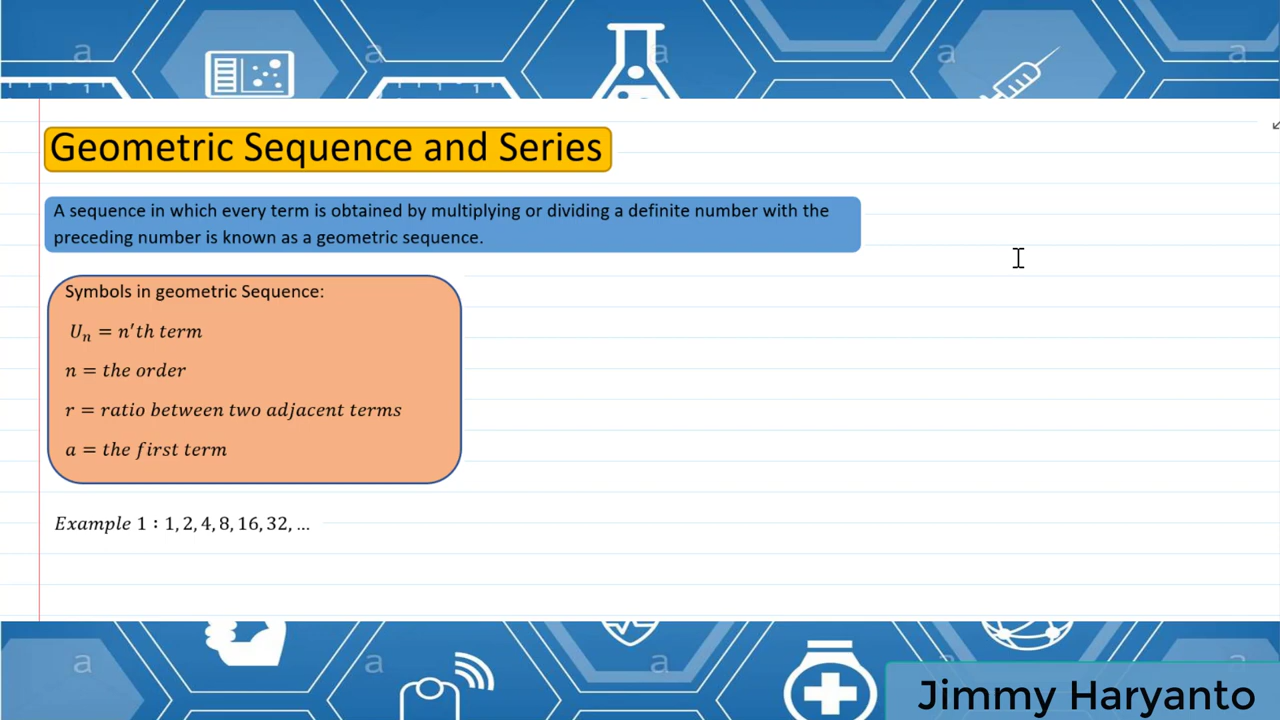 a a a a a
Geometric Sequence and Series
A sequence in which every term is obtained by multiplying or dividing a definite number with the
preceding number is known as a geometric sequence.
Symbols in geometric Sequence:
Uₙ = n'th term
n = the order
r = ratio between two adjacent terms
a = the first term
Example 1 : 1, 2, 4, 8, 16, 32, ...
a a a a a
Jimmy Haryanto